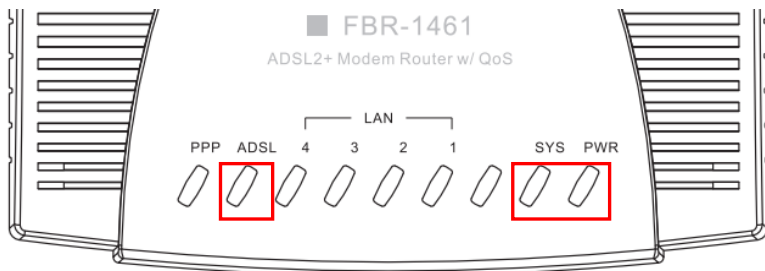 FBR-1461
ADSL2+ Modem Router w/ QoS
LAN
PPP ADSL 4 3 2 1 SYS PWR